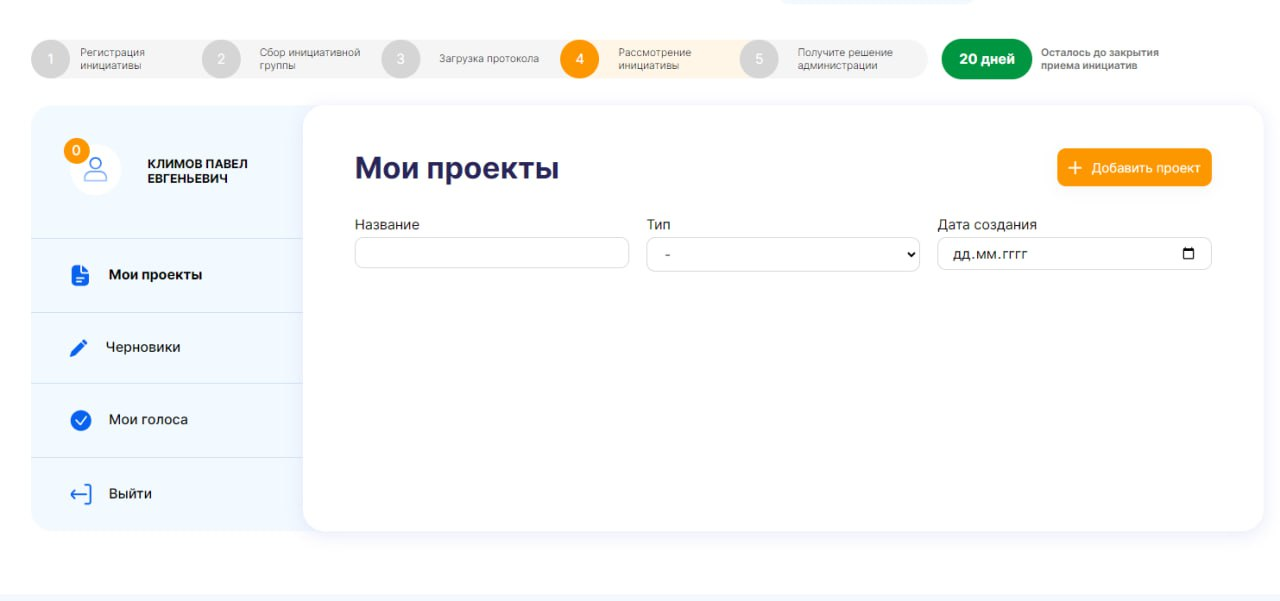 1
Регистрация
инициативы
2
Сбор инициативной
группы
3
Загрузка протокола
4
Рассмотрение
инициативы
5
Получите решение
администрации
20 дней
Осталось до закрытия
приема инициатив
0
КЛИМОВ ПАВЕЛ
ЕВГЕНЬЕВИЧ
Мои проекты
Черновики
Мои голоса
Выйти
Мои проекты
+ Добавить проект
Название
Тип
-
Дата создания
дд.мм.гггг